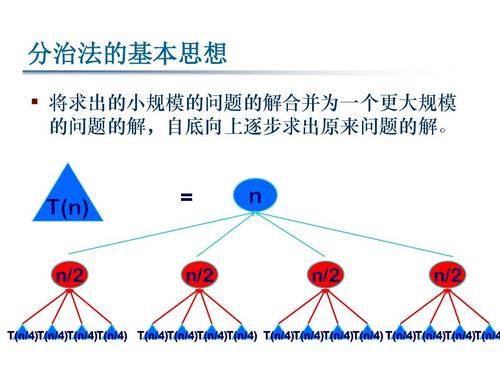 分治法的基本思想
将求出的小规模的问题的解合并为一个更大规模
的问题的解，自底向上逐步求出原来问题的解。
T(n) = n
n/2 n/2 n/2 n/2
T(n/4) T(n/4) T(n/4) T(n/4) T(n/4) T(n/4) T(n/4) T(n/4) T(n/4) T(n/4) T(n/4) T(n/4) T(n/4) T(n/4) T(n/4) T(n/4)